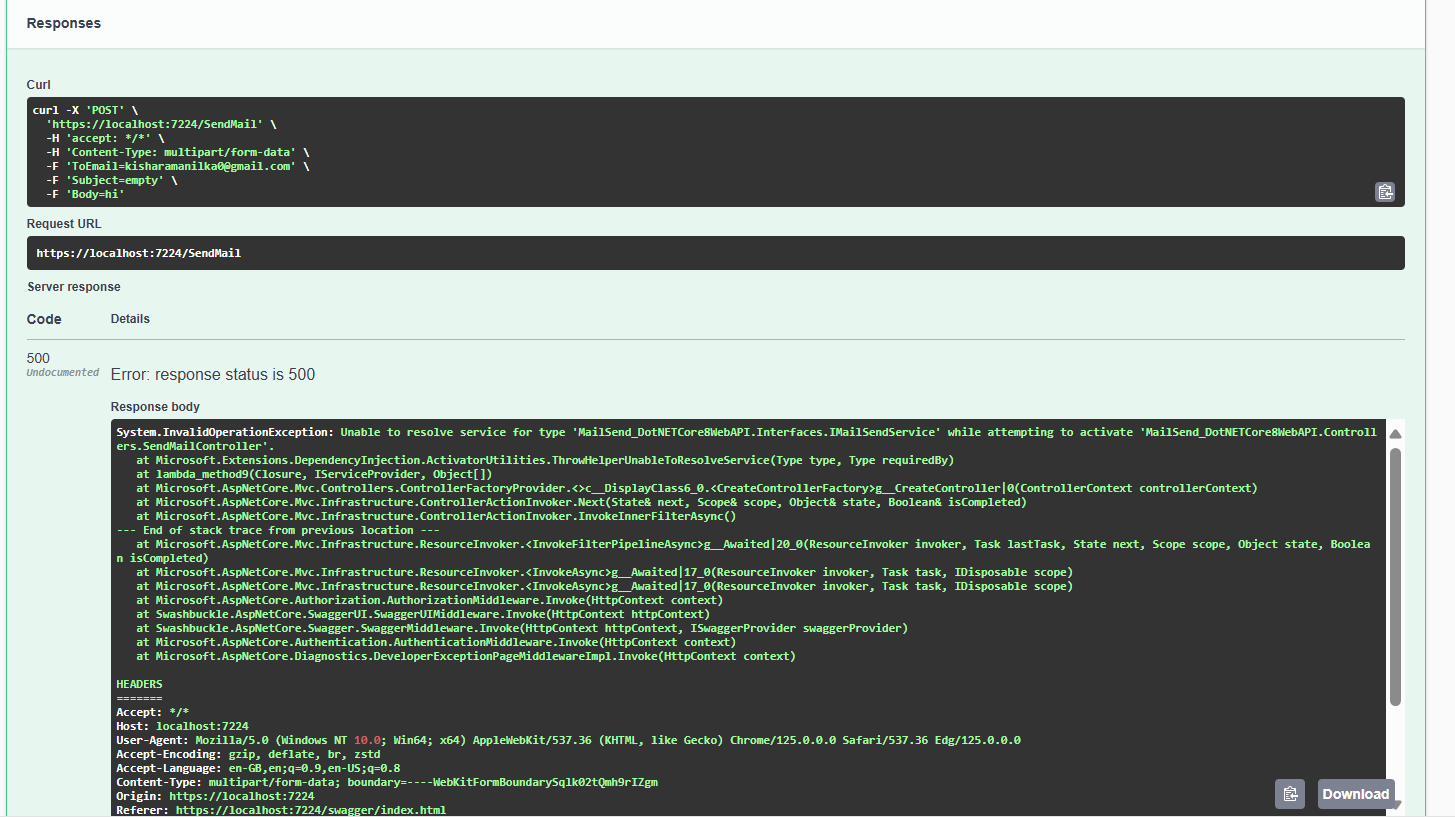 Responses
Curl
curl -X 'POST' \
  'https://localhost:7224/SendMail' \
  -H 'accept: */*' \
  -H 'Content-Type: multipart/form-data' \
  -F 'ToEmail=kisharamanilka0@gmail.com' \
  -F 'Subject=empty' \
  -F 'Body=hi'
Request URL
https://localhost:7224/SendMail
Server response
Code Details
500
Undocumented
Error: response status is 500
Response body
System.InvalidOperationException: Unable to resolve service for type 'MailSend_DotNETCore8WebAPI.Interfaces.IMailSendService' while attempting to activate 'MailSend_DotNETCore8WebAPI.Controll
ers.SendMailController'.
   at Microsoft.Extensions.DependencyInjection.ActivatorUtilities.ThrowHelperUnableToResolveService(Type type, Type requiredBy)
   at lambda_method9(Closure, IServiceProvider, Object[])
   at Microsoft.AspNetCore.Mvc.Controllers.ControllerFactoryProvider.<>c__DisplayClass6_0.<CreateControllerFactory>g__CreateController|0(ControllerContext controllerContext)
   at Microsoft.AspNetCore.Mvc.Infrastructure.ControllerActionInvoker.Next(State& next, Scope& scope, Object& state, Boolean& isCompleted)
   at Microsoft.AspNetCore.Mvc.Infrastructure.ControllerActionInvoker.InvokeInnerFilterAsync()
--- End of stack trace from previous location ---
   at Microsoft.AspNetCore.Mvc.Infrastructure.ResourceInvoker.<InvokeFilterPipelineAsync>g__Awaited|20_0(ResourceInvoker invoker, Task lastTask, State next, Scope scope, Object state, Boolea
n isCompleted)
   at Microsoft.AspNetCore.Mvc.Infrastructure.ResourceInvoker.<InvokeAsync>g__Awaited|17_0(ResourceInvoker invoker, Task task, IDisposable scope)
   at Microsoft.AspNetCore.Mvc.Infrastructure.ResourceInvoker.<InvokeAsync>g__Awaited|17_0(ResourceInvoker invoker, Task task, IDisposable scope)
   at Microsoft.AspNetCore.Authorization.AuthorizationMiddleware.Invoke(HttpContext context)
   at Swashbuckle.AspNetCore.SwaggerUI.SwaggerUIMiddleware.Invoke(HttpContext httpContext)
   at Swashbuckle.AspNetCore.Swagger.SwaggerMiddleware.Invoke(HttpContext httpContext, ISwaggerProvider swaggerProvider)
   at Microsoft.AspNetCore.Authentication.AuthenticationMiddleware.Invoke(HttpContext context)
   at Microsoft.AspNetCore.Diagnostics.DeveloperExceptionPageMiddlewareImpl.Invoke(HttpContext context)
HEADERS
=======
Accept: */*
Host: localhost:7224
User-Agent: Mozilla/5.0 (Windows NT 10.0; Win64; x64) AppleWebKit/537.36 (KHTML, like Gecko) Chrome/125.0.0.0 Safari/537.36 Edg/125.0.0.0
Accept-Encoding: gzip, deflate, br, zstd
Accept-Language: en-GB,en;q=0.9,en-US;q=0.8
Content-Type: multipart/form-data; boundary=----WebKitFormBoundarySqlk02tQmh9rIZgm
Origin: https://localhost:7224
Referer: https://localhost:7224/swagger/index.html
Download